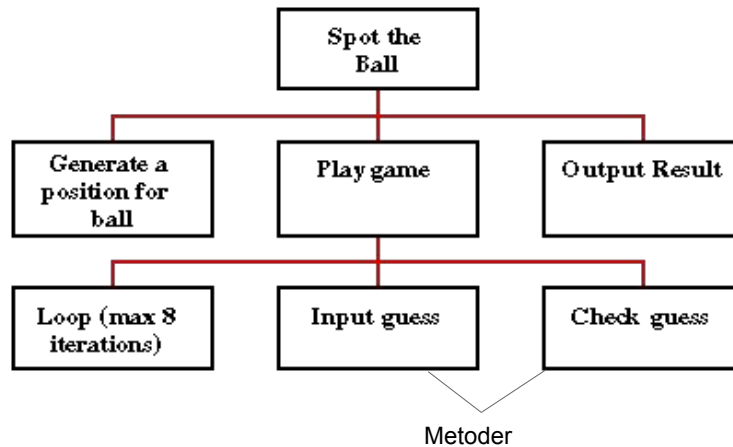 Spot the
Ball
Generate a
position for
ball
Play game
Output Result
Loop (max 8
iterations)
Input guess
Check guess
Metoder